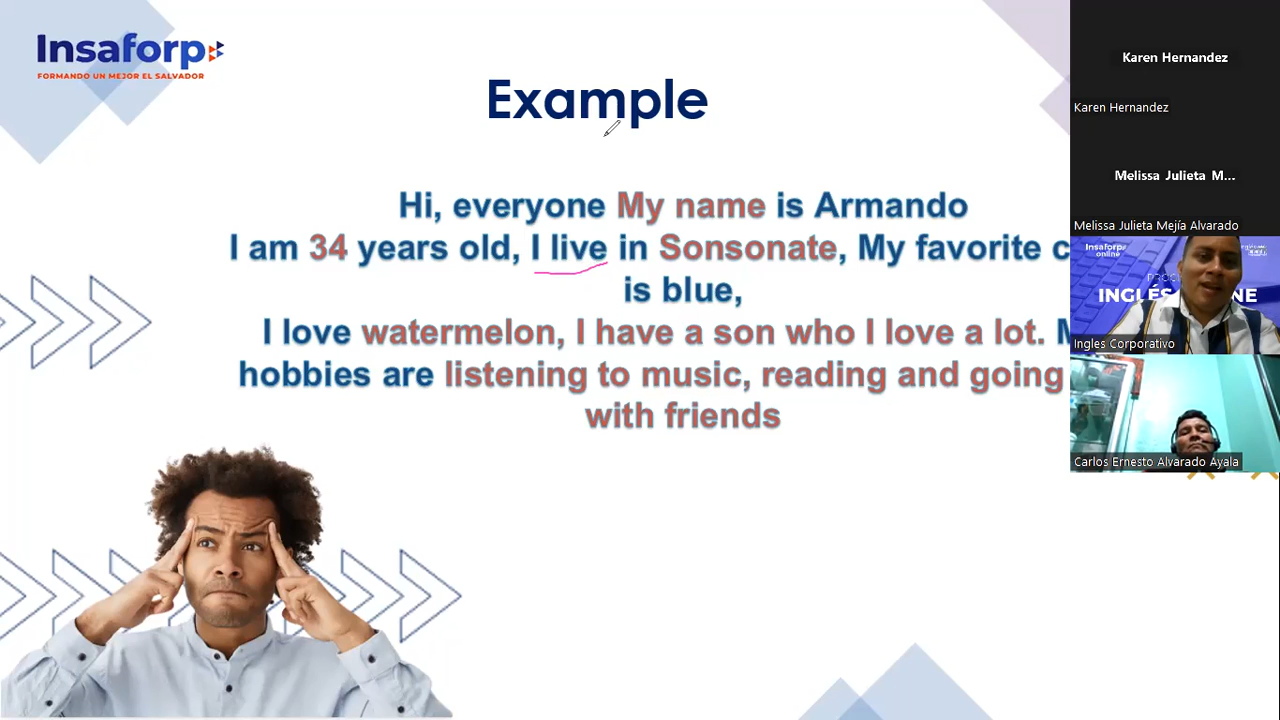 Insaforp
FORMANDO UN MEJOR EL SALVADOR
Example
Hi, everyone My name is Armando
I am 34 years old, I live in Sonsonate, My favorite c
is blue,
I love watermelon, I have a son who I love a lot.
hobbies are listening to music, reading and going
with friends
Karen Hernandez
Karen Hernandez
Melissa Julieta M...
Melissa Julieta Mejía Alvarado
Insaforp
online
INGLÉS NE
Ingles Corporativo
Carlos Ernesto Alvarado Ayala